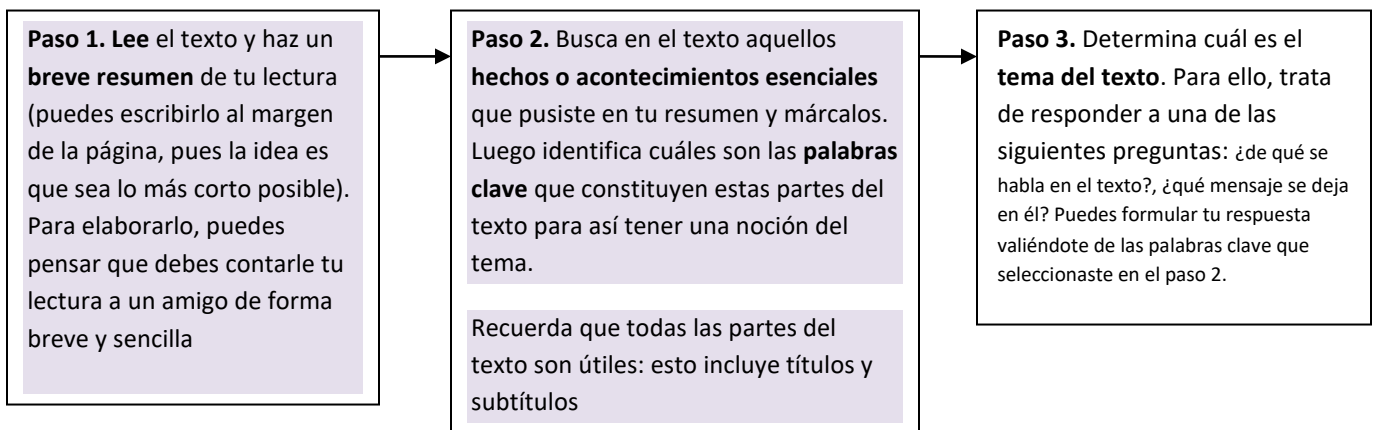 Paso 1. Lee el texto y haz un
breve resumen de tu lectura
(puedes escribirlo al margen
de la página, pues la idea es
que sea lo más corto posible).
Para elaborarlo, puedes
pensar que debes contarle tu
lectura a un amigo de forma
breve y sencilla
Paso 2. Busca en el texto aquellos
hechos o acontecimientos esenciales
que pusiste en tu resumen y márcalos.
Luego identifica cuáles son las palabras
clave que constituyen estas partes del
texto para así tener una noción del
tema.
Recuerda que todas las partes del
texto son útiles: esto incluye títulos y
subtítulos
Paso 3. Determina cuál es el
tema del texto. Para ello, trata
de responder a una de las
siguientes preguntas: ¿de qué se
habla en el texto?, ¿qué mensaje se deja
en él? Puedes formular tu respuesta
valiéndote de las palabras clave que
seleccionaste en el paso 2.